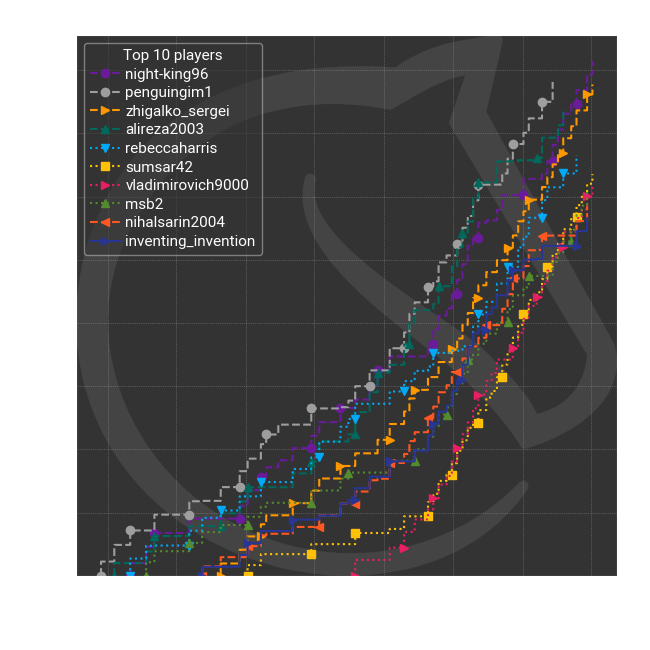 Top 10 players
night-king96
penguingim1
zhigalko_sergei
alireza2003
rebeccaharris
sumsar42
vladimirovich9000
msb2
nihalsarin2004
inventing_invention